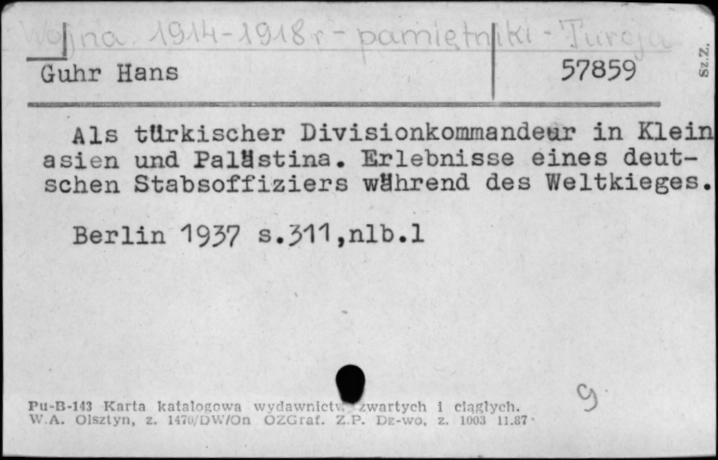 Wojna 1914-1918r - pamiętniki - Turcja
Guhr Hans 57859
Sz.Z.
Als türkischer Divisionkommandeur in Klein
asien und Palästina. Erlebnisse eines deut-
schen Stabsoffiziers während des Weltkieges.
Berlin 1937 s.311,nlb.1
9
Pu-B-143 Karta katalogowa wydawnictw zwartych i ciągłych.
W.A. Olsztyn, z. 1470/DW/On OZGraf. Z.P. Dz-wo, z. 1003 11.87